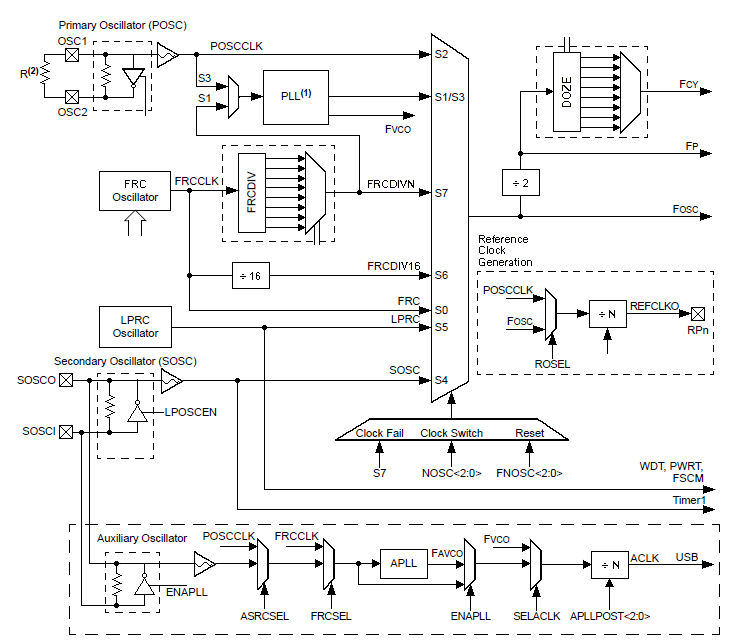 Primary Oscillator (POSC)
OSC1
R(2)
OSC2
POSCCLK
S2
S3
S1
PLL(1)
S1/S3
FVCO
DOZE
FCY
FP
÷ 2
FOSC
FRC
Oscillator
FRCCLK
FRCDIV
FRCDIVN
S7
÷ 16
FRCDIV16
S6
FRC
S0
LPRC
S5
LPRC
Oscillator
Reference
Clock
Generation
POSCCLK
FOSC
ROSEL
÷ N
REFCLKO
RPn
Secondary Oscillator (SOSC)
SOSCO
SOSCI
LPOSCEN
SOSC
S4
Clock Fail
Clock Switch
Reset
S7
NOSC<2:0>
FNOSC<2:0>
WDT, PWRT,
FSCM
Timer1
Auxiliary Oscillator
ENAPLL
POSCCLK
ASRCSEL
FRCCLK
FRCSEL
APLL
FAVCO
ENAPLL
FVCO
SELACLK
÷ N
APLLPOST<2:0>
ACLK
USB